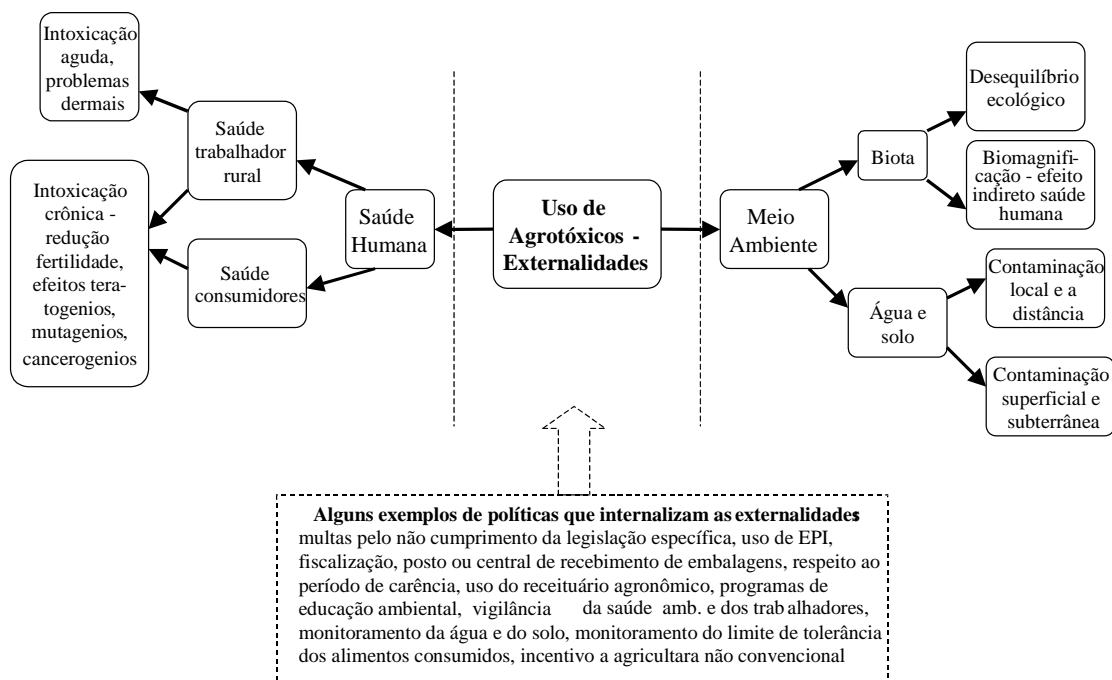 Intoxicação
aguda,
problemas
dermais
Saúde
trabalhador
rural
Intoxicação
crônica -
redução
fertilidade,
efeitos tera-
togenios,
mutagenios,
cancerogenios
Saúde
consumidores
Saúde
Humana
Uso de
Agrotóxicos -
Externalidades
Meio
Ambiente
Biota
Desequilíbrio
ecológico
Biomagnifi-
cação - efeito
indireto saúde
humana
Água e
solo
Contaminação
local e a
distância
Contaminação
superficial e
subterrânea
Alguns exemplos de políticas que internalizam as externalidades:
multas pelo não cumprimento da legislação específica, uso de EPI,
fiscalização, posto ou central de recebimento de embalagens, respeito ao
período de carência, uso do receituário agronômico, programas de
educação ambiental, vigilância da saúde amb. e dos trabalhadores,
monitoramento da água e do solo, monitoramento do limite de tolerância
dos alimentos consumidos, incentivo a agricultara não convencional